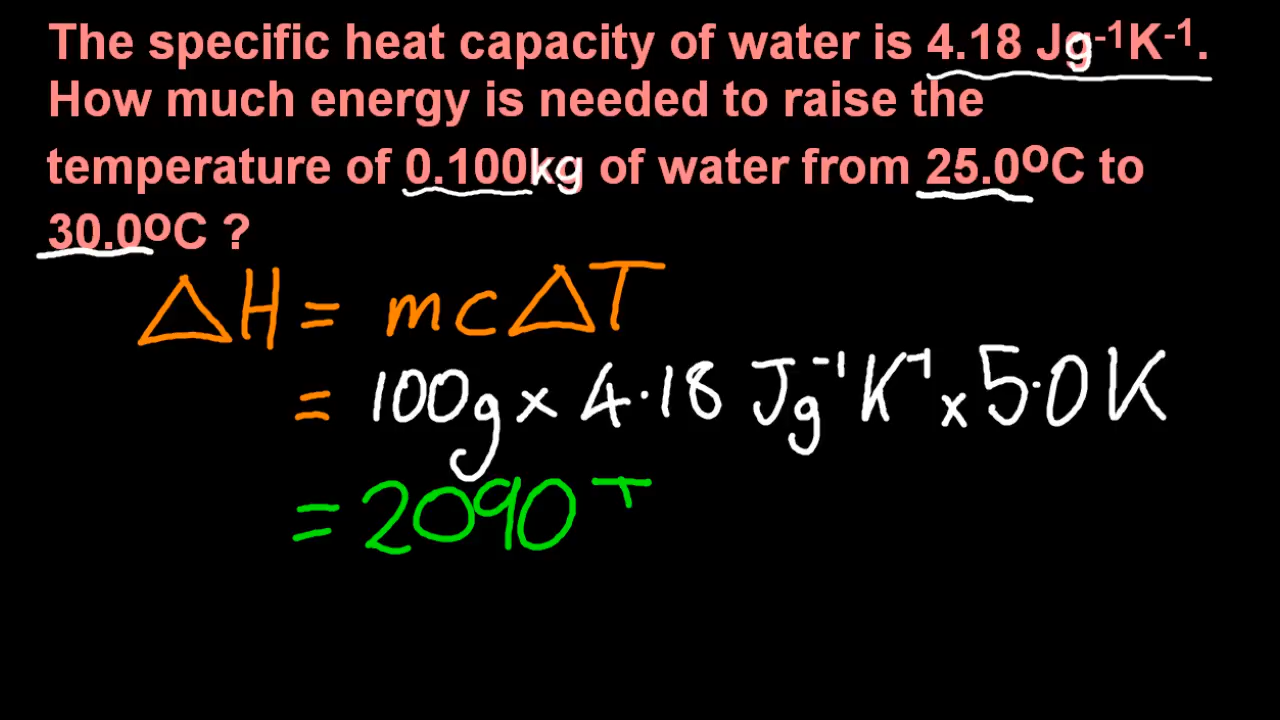 The specific heat capacity of water is 4.18 Jg⁻¹K⁻¹.
How much energy is needed to raise the
temperature of 0.100kg of water from 25.0ºC to
30.0ºC ?
△H = mc△T
= 100g x 4.18 Jg⁻¹K⁻¹ x 5.0K
= 2090